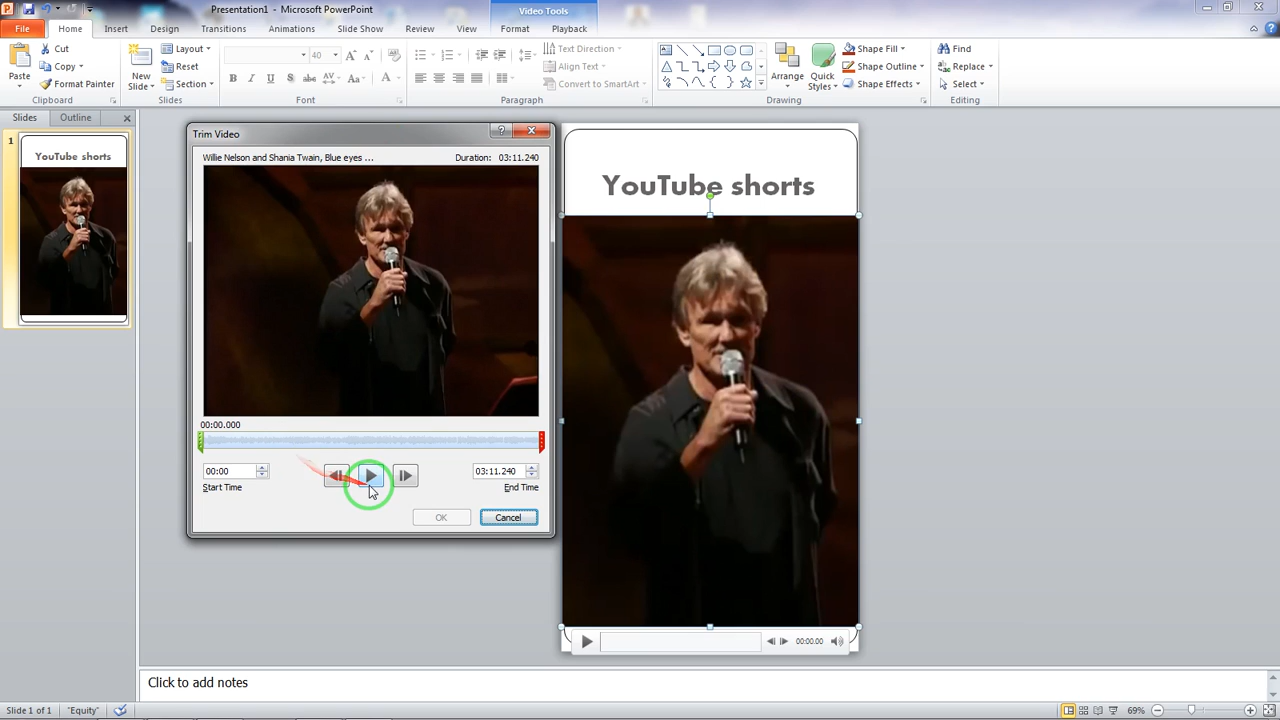 Presentation1 - Microsoft PowerPoint
Video Tools
File Home Insert Design Transitions Animations Slide Show Review View Format Playback
Paste
Cut
Copy
Format Painter
Clipboard
New Slide
Layout
Reset
Section
Slides
40
B I U S abc AV Aa A
Font
Text Direction
Align Text
Convert to SmartArt
Paragraph
Arrange
Quick Styles
Shape Fill
Shape Outline
Shape Effects
Drawing
Find
Replace
Select
Editing
Slides Outline
1
YouTube shorts
Trim Video
Willie Nelson and Shania Twain, Blue eyes ...
Duration: 03:11.240
00:00.000
00:00
Start Time
03:11.240
End Time
OK
Cancel
YouTube shorts
00:00.00
Click to add notes
Slide 1 of 1
"Equity"
69%